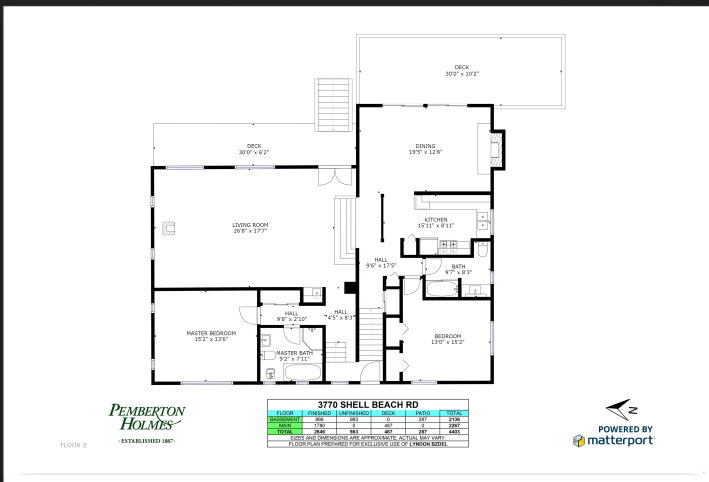 DECK
30'0" x 10'2"
DECK
30'0" x 6'2"
DINING
19'5" x 12'6"
LIVING ROOM
26'8" x 17'7"
KITCHEN
15'11" x 8'11"
HALL
9'6" x 17'5"
BATH
9'7" x 8'3"
HALL
9'8" x 2'10"
HALL
4'5" x 8'3"
MASTER BEDROOM
15'2" x 13'6"
MASTER BATH
9'2" x 7'11"
BEDROOM
13'0" x 15'2"
PEMBERTON
HOLMES
· ESTABLISHED 1887 ·
FLOOR 2
3770 SHELL BEACH RD
FLOOR FINISHED UNFINISHED DECK PATIO TOTAL
BASEMENT 866 983 0 287 2136
MAIN 1780 0 487 0 2267
TOTAL 2646 983 487 287 4403
SIZES AND DIMENSIONS ARE APPROXIMATE, ACTUAL MAY VARY.
FLOOR PLAN PREPARED FOR EXCLUSIVE USE OF LYNDON BZDEL
N
POWERED BY
matterport